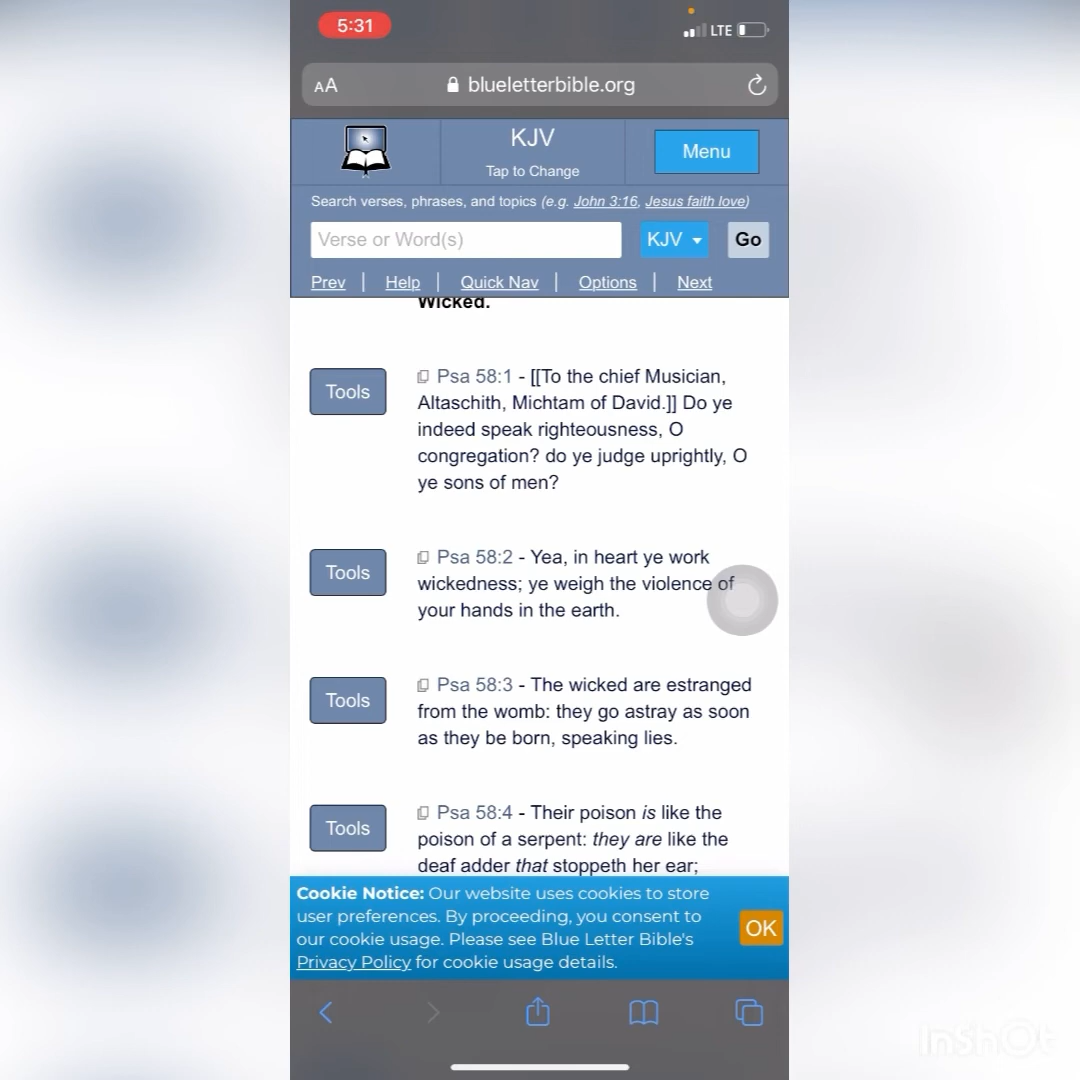 5:31
LTE
AA
blueletterbible.org
KJV
Tap to Change
Menu
Search verses, phrases, and topics (e.g. John 3:16, Jesus faith love)
Verse or Word(s)
KJV
Go
Prev | Help | Quick Nav | Options | Next
Wicked.
Tools
Psa 58:1 - [[To the chief Musician,
Altaschith, Michtam of David.]] Do ye
indeed speak righteousness, O
congregation? do ye judge uprightly, O
ye sons of men?
Tools
Psa 58:2 - Yea, in heart ye work
wickedness; ye weigh the violence of
your hands in the earth.
Tools
Psa 58:3 - The wicked are estranged
from the womb: they go astray as soon
as they be born, speaking lies.
Tools
Psa 58:4 - Their poison is like the
poison of a serpent: they are like the
deaf adder that stoppeth her ear;
Cookie Notice: Our website uses cookies to store
user preferences. By proceeding, you consent to
our cookie usage. Please see Blue Letter Bible's
Privacy Policy for cookie usage details.
OK
InShOt